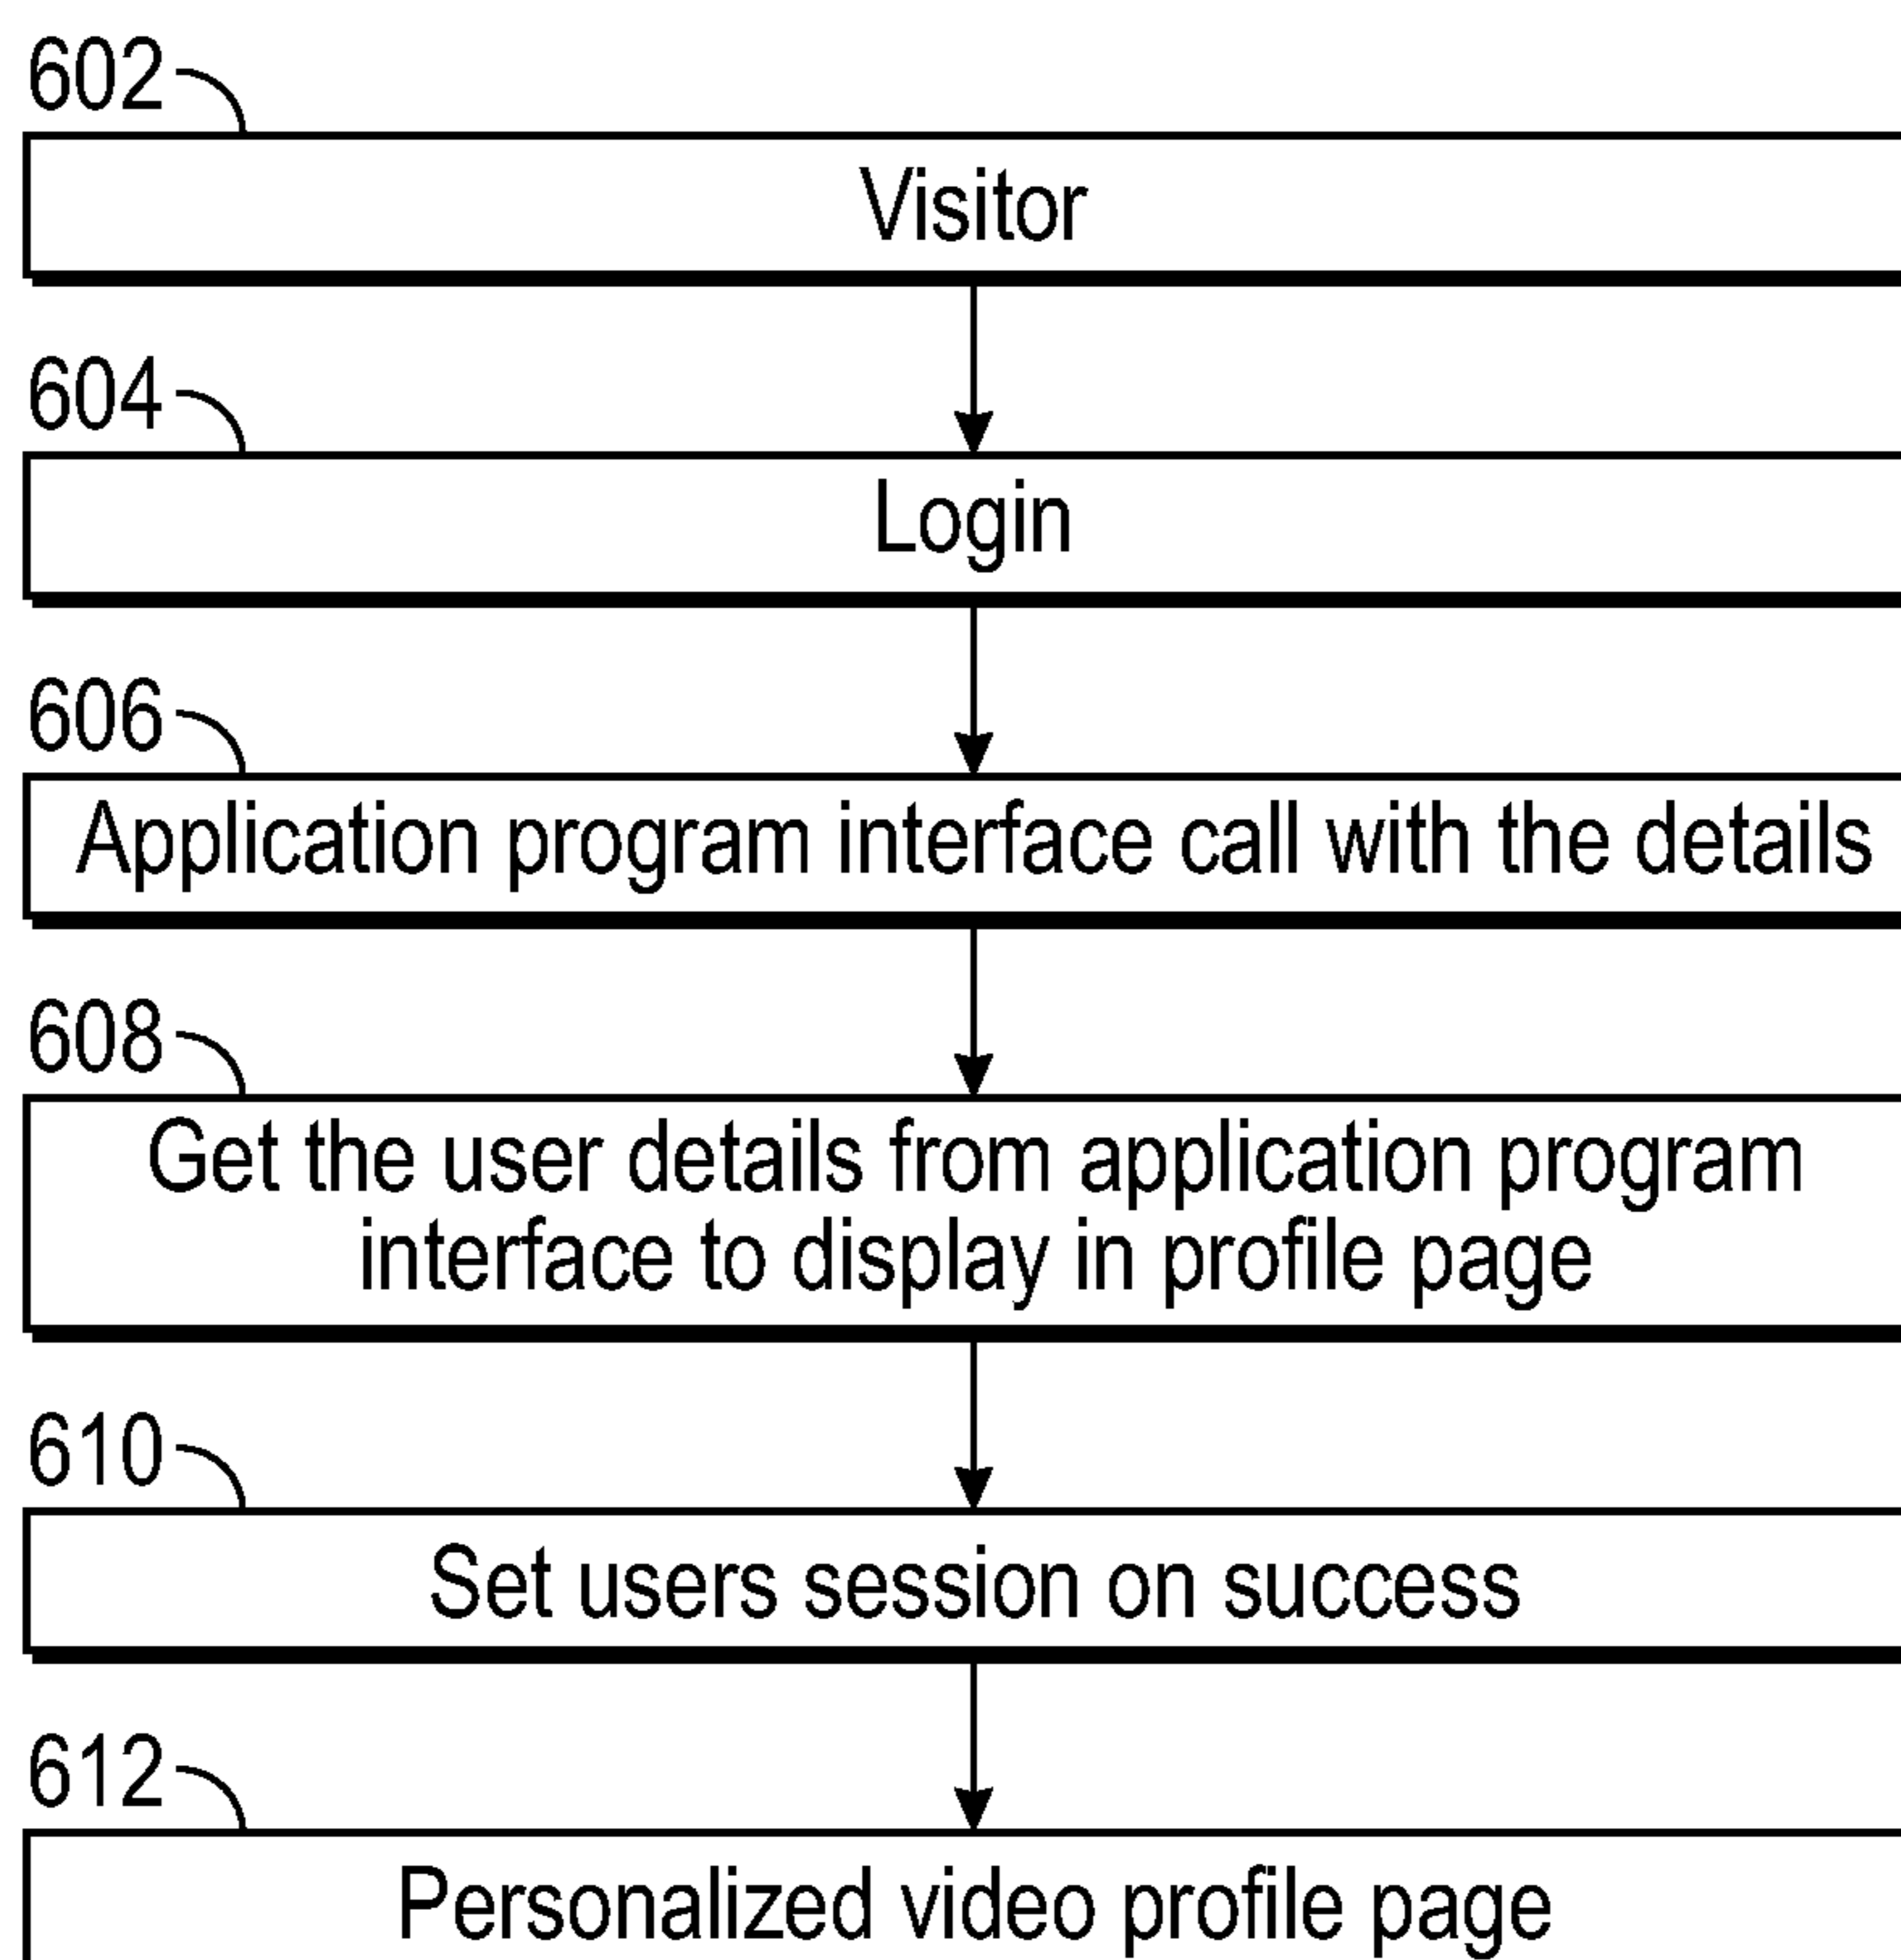 602
Visitor
604
Login
606
Application program interface call with the details
608
Get the user details from application program
interface to display in profile page
610
Set users session on success
612
Personalized video profile page